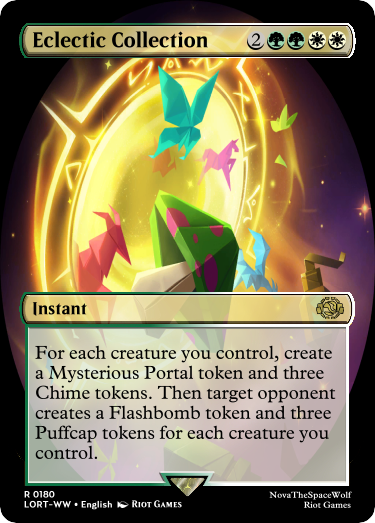 Eclectic Collection 2
Instant
For each creature you control, create
a Mysterious Portal token and three
Chime tokens. Then target opponent
creates a Flashbomb token and three
Puffcap tokens for each creature you
control.
R 0180
LORT-WW • English Riot Games
NovaTheSpaceWolf
Riot Games